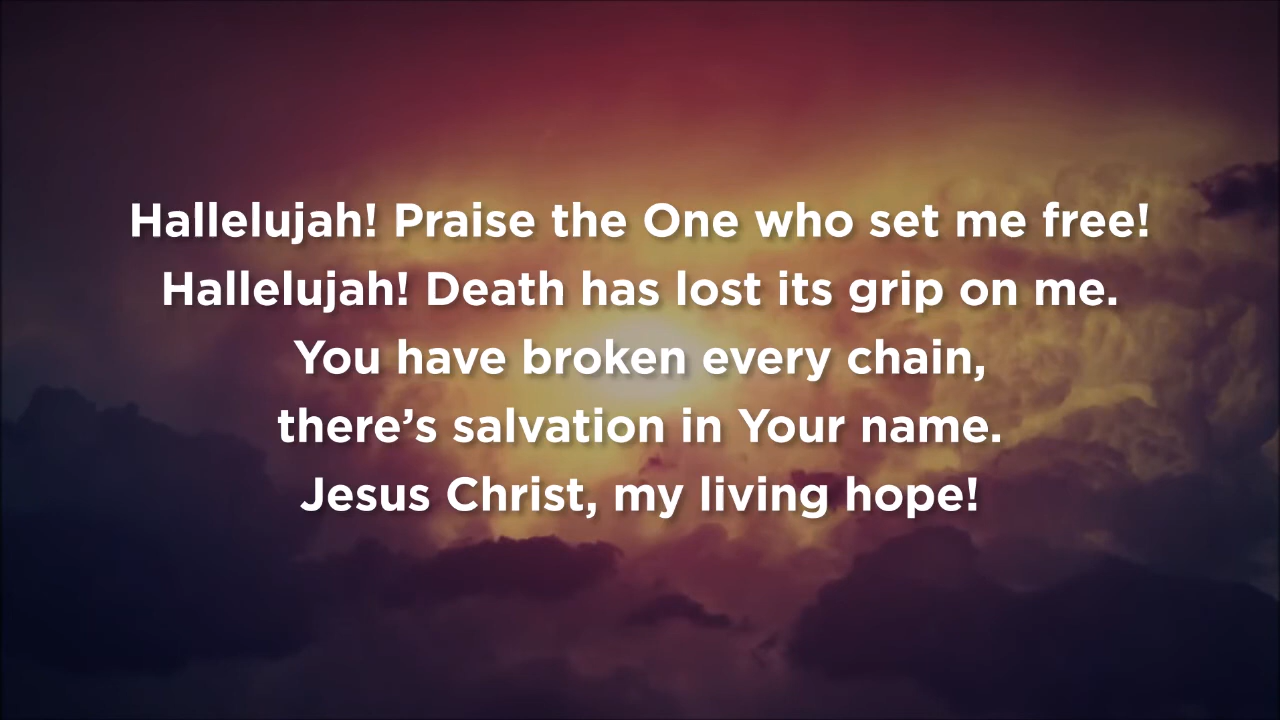 Hallelujah! Praise the One who set me free!
Hallelujah! Death has lost its grip on me.
You have broken every chain,
there’s salvation in Your name.
Jesus Christ, my living hope!